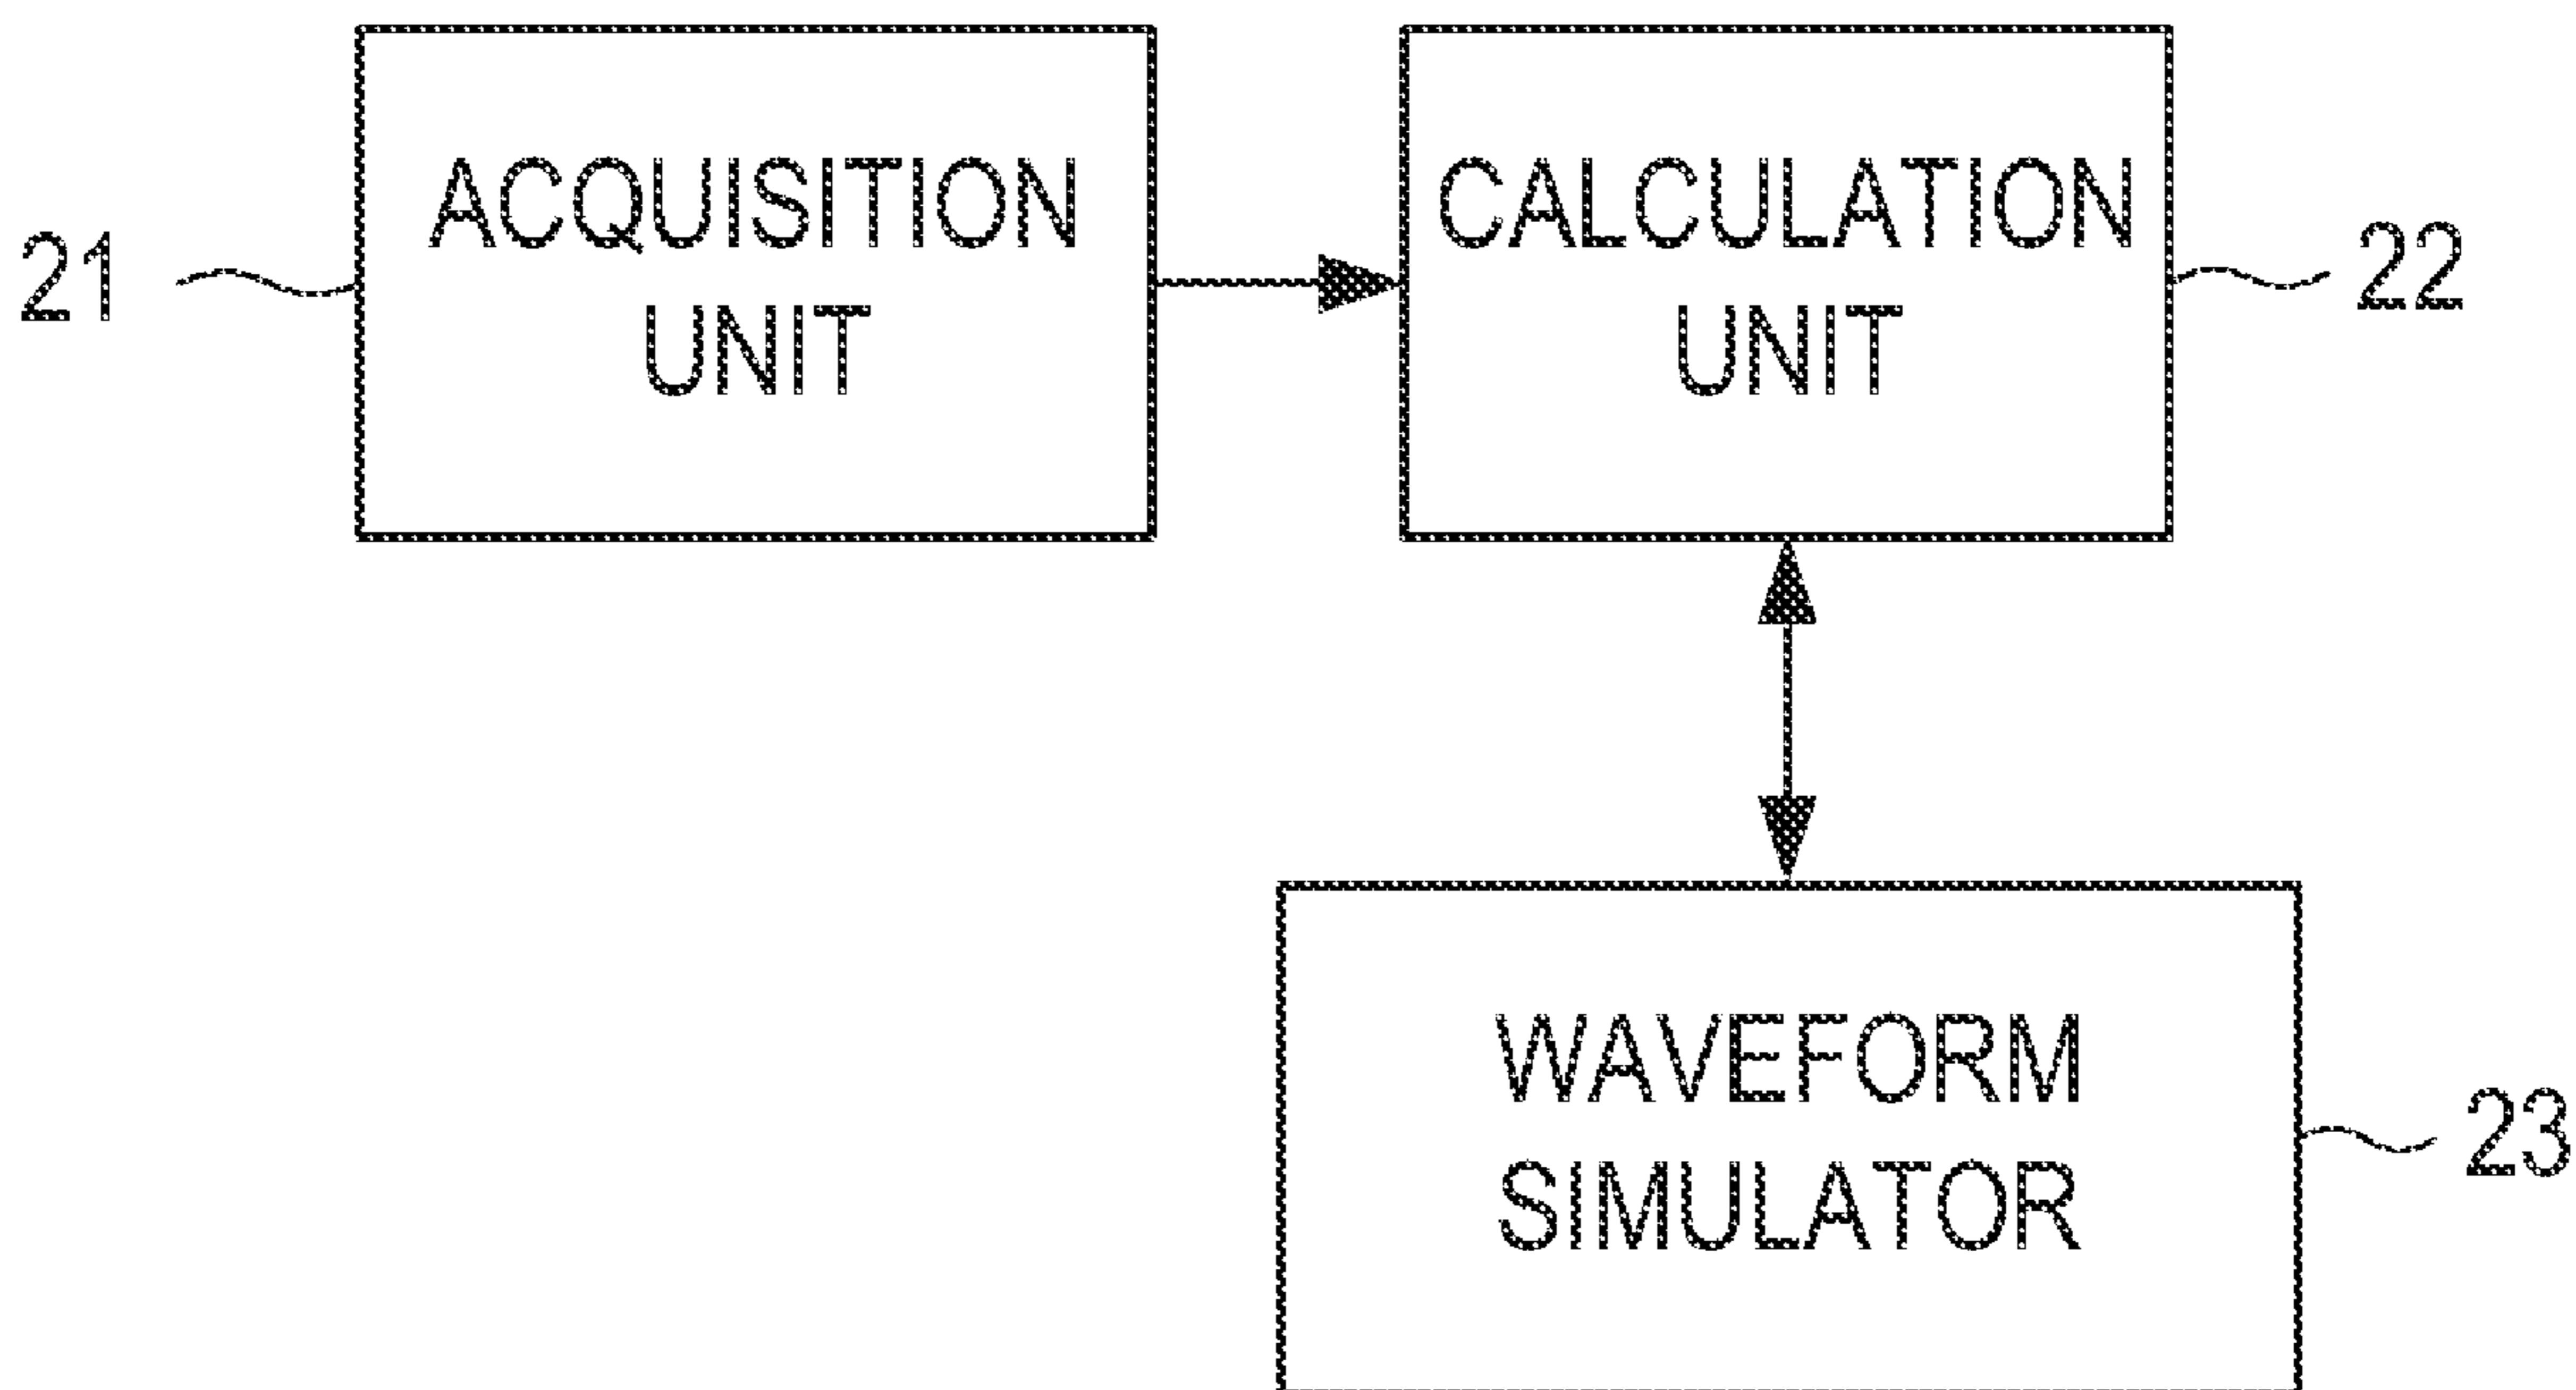 21
ACQUISITION
UNIT
CALCULATION
UNIT
22
WAVEFORM
SIMULATOR
23